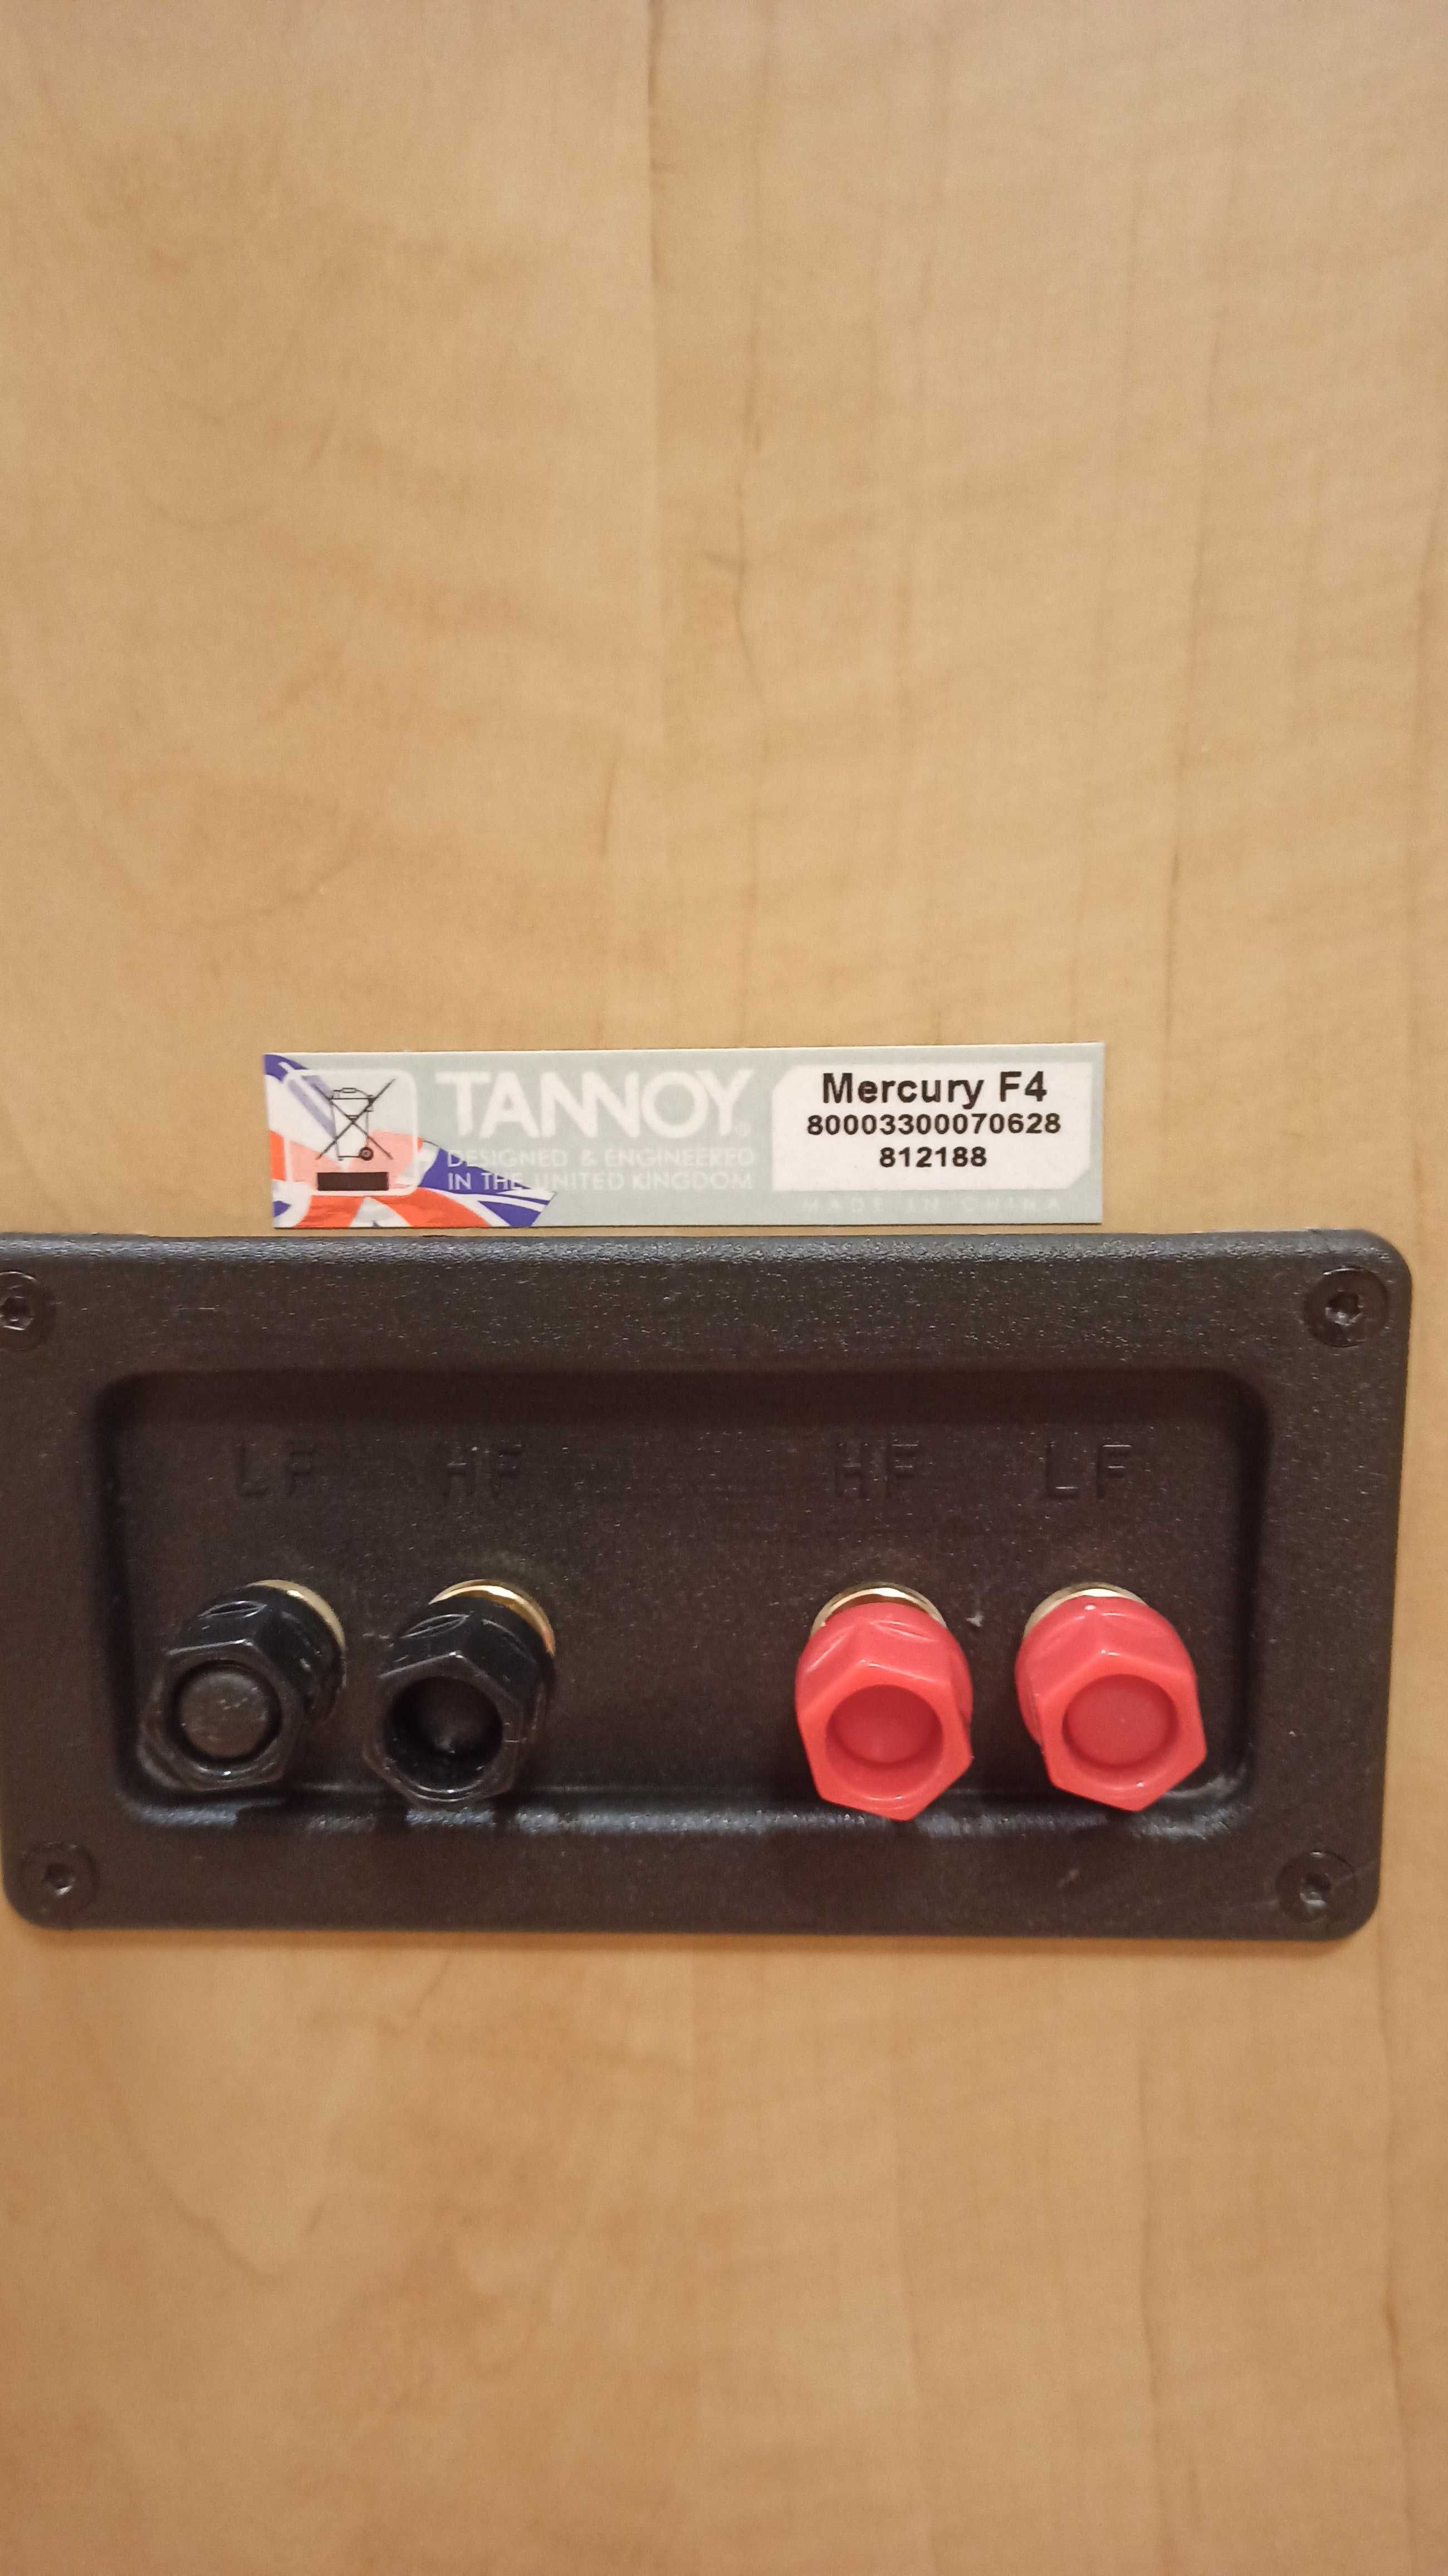 TANNOY®
DESIGNED & ENGINEERED
IN THE UNITED KINGDOM
Mercury F4
80003300070628
812188
MADE IN CHINA
LF HF HF LF